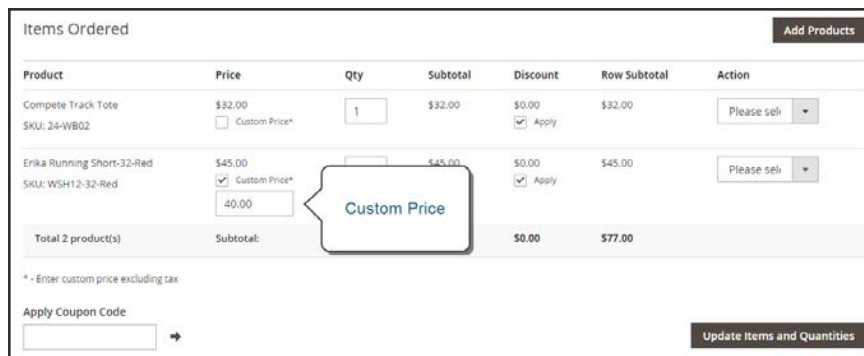 Items Ordered
Add Products
Product Price Qty Subtotal Discount Row Subtotal Action
Compete Track Tote $32.00 1 $32.00 $0.00 $32.00 Please sel
SKU: 24-WB02 Custom Price* Apply
Erika Running Short-32-Red $45.00 $45.00 $0.00 $45.00 Please sel
SKU: WSH12-32-Red Custom Price* Apply
40.00
Custom Price
Total 2 product(s) Subtotal: $0.00 $77.00
* - Enter custom price excluding tax
Apply Coupon Code
Update Items and Quantities